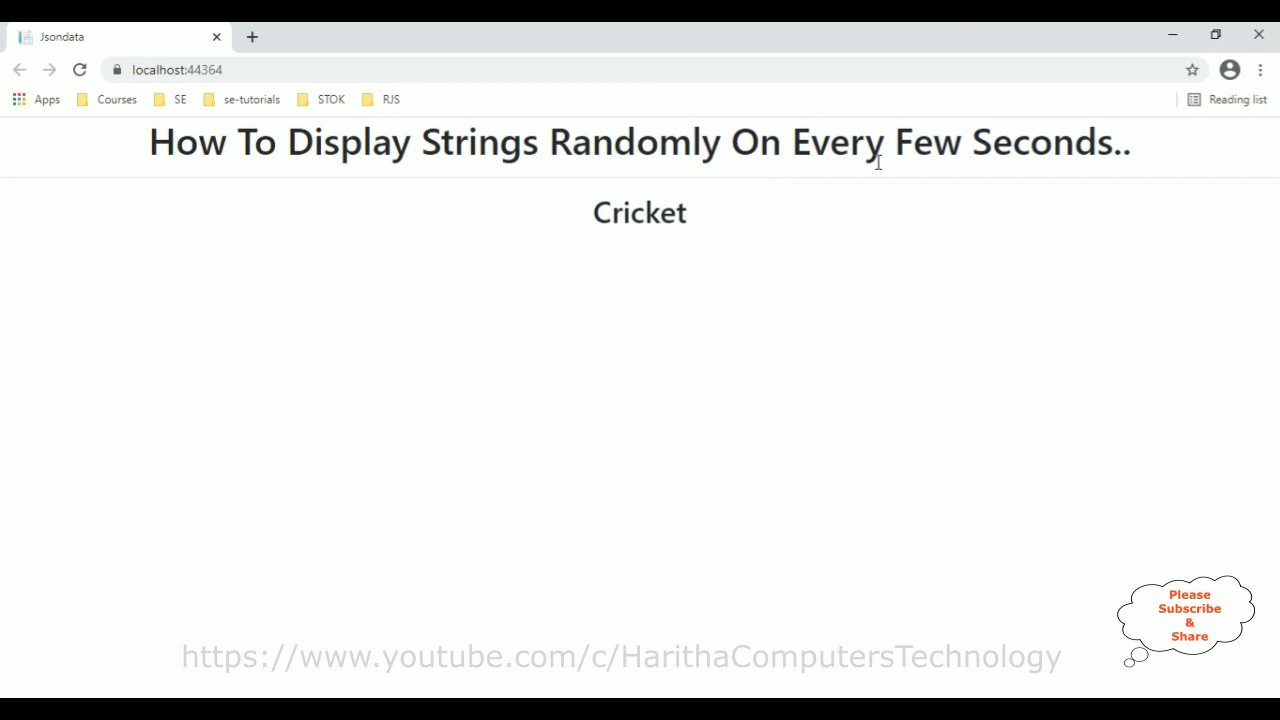 Jsondata
localhost:44364
Apps Courses SE se-tutorials STOK RJS Reading list
How To Display Strings Randomly On Every Few Seconds..
Cricket
Please
Subscribe
&
Share
https://www.youtube.com/c/HarithaComputersTechnology